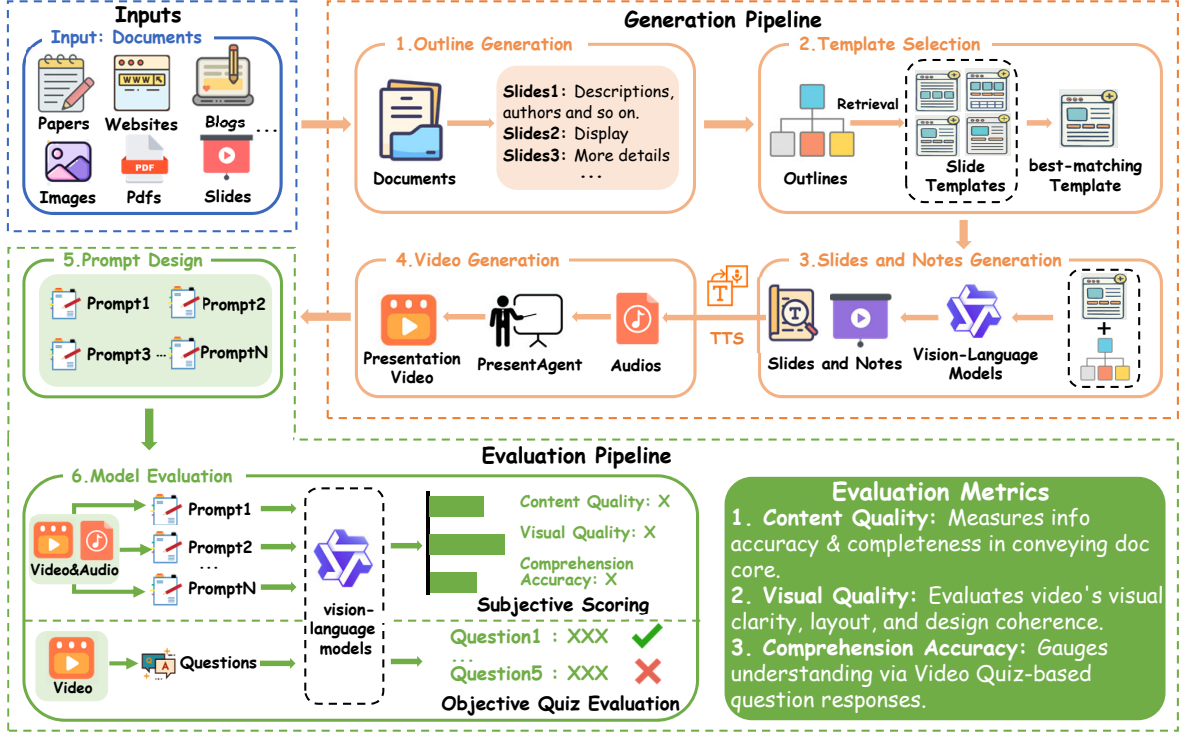 Inputs
Input: Documents
WWW
Papers
Websites
Blogs
...
PDF
Images
Pdfs
Slides
Generation Pipeline
1.Outline Generation
Documents
Slides1: Descriptions,
authors and so on.
Slides2: Display
Slides3: More details
...
2.Template Selection
Outlines
Retrieval
Slide
Templates
best-matching
Template
3.Slides and Notes Generation
+
Vision-Language
Models
T
Slides and Notes
T
TTS
4.Video Generation
Audios
PresentAgent
Presentation
Video
5.Prompt Design
Prompt1
Prompt2
Prompt3
...
PromptN
Evaluation Pipeline
6.Model Evaluation
Video&Audio
Prompt1
Prompt2
...
PromptN
vision-
language
models
Content Quality: X
Visual Quality: X
Comprehension
Accuracy: X
Subjective Scoring
Video
Q
A
Questions
Question1 : XXX
...
Question5 : XXX
Objective Quiz Evaluation
Evaluation Metrics
1. Content Quality: Measures info
accuracy & completeness in conveying doc
core.
2. Visual Quality: Evaluates video's visual
clarity, layout, and design coherence.
3. Comprehension Accuracy: Gauges
understanding via Video Quiz-based
question responses.